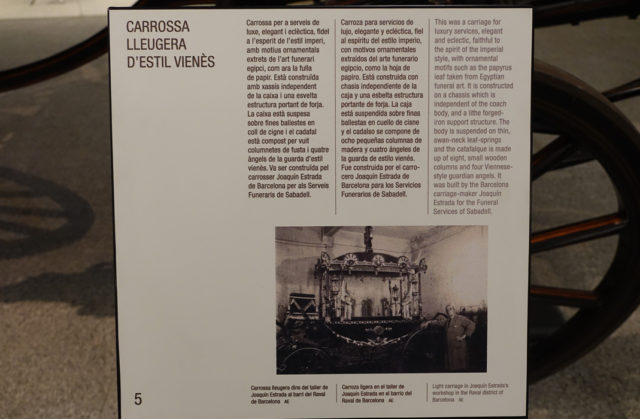 CARROSSA
LLEUGERA
D'ESTIL VIENÈS
Carrossa per a serveis de
luxe, elegant i eclèctica, fidel
a l'esperit de l'estil imperi,
amb motius ornamentals
extrets de l'art funerari
egipci, com ara la fulla
de papir. Està construïda
amb xassís independent
de la caixa i una esvelta
estructura portant de forja.
La caixa està suspesa
sobre fines ballestes en
coll de cigne i el cadafal
està compost per vuit
columnetes de fusta i quatre
àngels de la guarda d'estil
vienès. Va ser construïda pel
carrosser Joaquín Estrada
de Barcelona per als Serveis
Funeraris de Sabadell.
Carroza para servicios de
lujo, elegante y ecléctica, fiel
al espíritu del estilo imperio,
con motivos ornamentales
extraídos del arte funerario
egipcio, como la hoja de
papiro. Está construida con
chasis independiente de la
caja y una esbelta estructura
portante de forja. La caja
está suspendida sobre finas
ballestas en cuello de cisne
y el cadalso se compone de
ocho pequeñas columnas de
madera y cuatro ángeles de
la guarda de estilo vienés.
Fue construida por el carro-
cero Joaquín Estrada de
Barcelona para los Servicios
Funerarios de Sabadell.
This was a carriage for
luxury services, elegant
and eclectic, faithful to
the spirit of the imperial
style, with ornamental
motifs such as the papyrus
leaf taken from Egyptian
funeral art. It is constructed
on a chassis which is
independent of the coach
body, and a lithe forged-
iron support structure. The
body is suspended on thin,
swan-neck leaf-springs
and the catafalque is made
up of eight, small wooden
columns and four Viennese-
style guardian angels. It
was built by the Barcelona
carriage-maker Joaquín
Estrada for the Funeral
Services of Sabadell.
Carrossa lleugera dins del taller de
Joaquín Estrada al barri del Raval
de Barcelona AE
Carroza ligera en el taller de
Joaquín Estrada en el barrio del
Raval de Barcelona AE
Light carriage in Joaquín Estrada's
workshop in the Raval district of
Barcelona AE
5